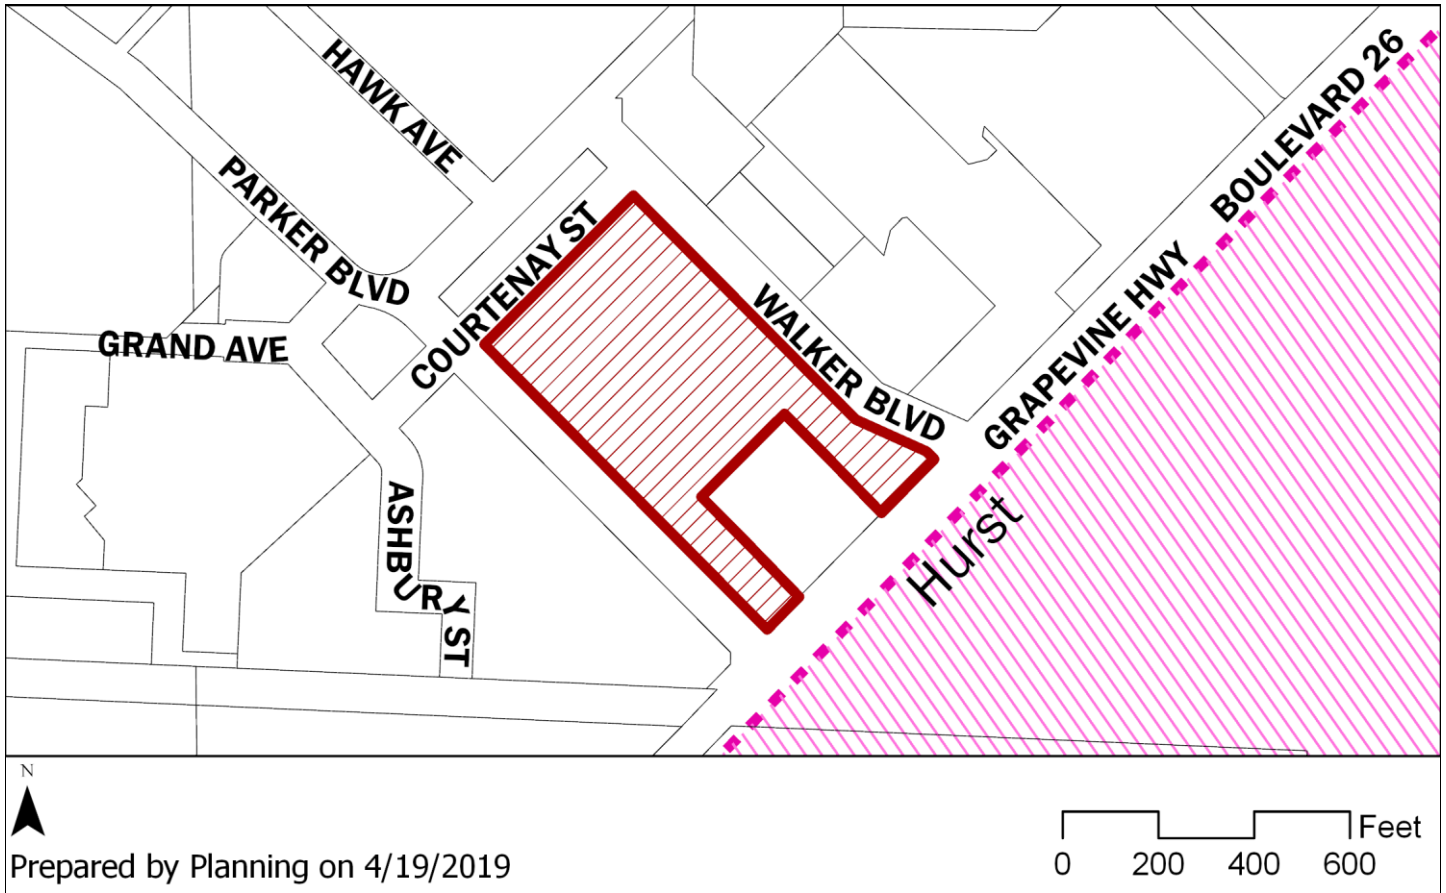 HAWK AVE
BOULEVARD 26
PARKER BLVD
COURTENAY ST
GRAPEVINE HWY
WALKER BLVD
GRAND AVE
ASHBURY ST
Hurst
N
Feet
0 200 400 600
Prepared by Planning on 4/19/2019